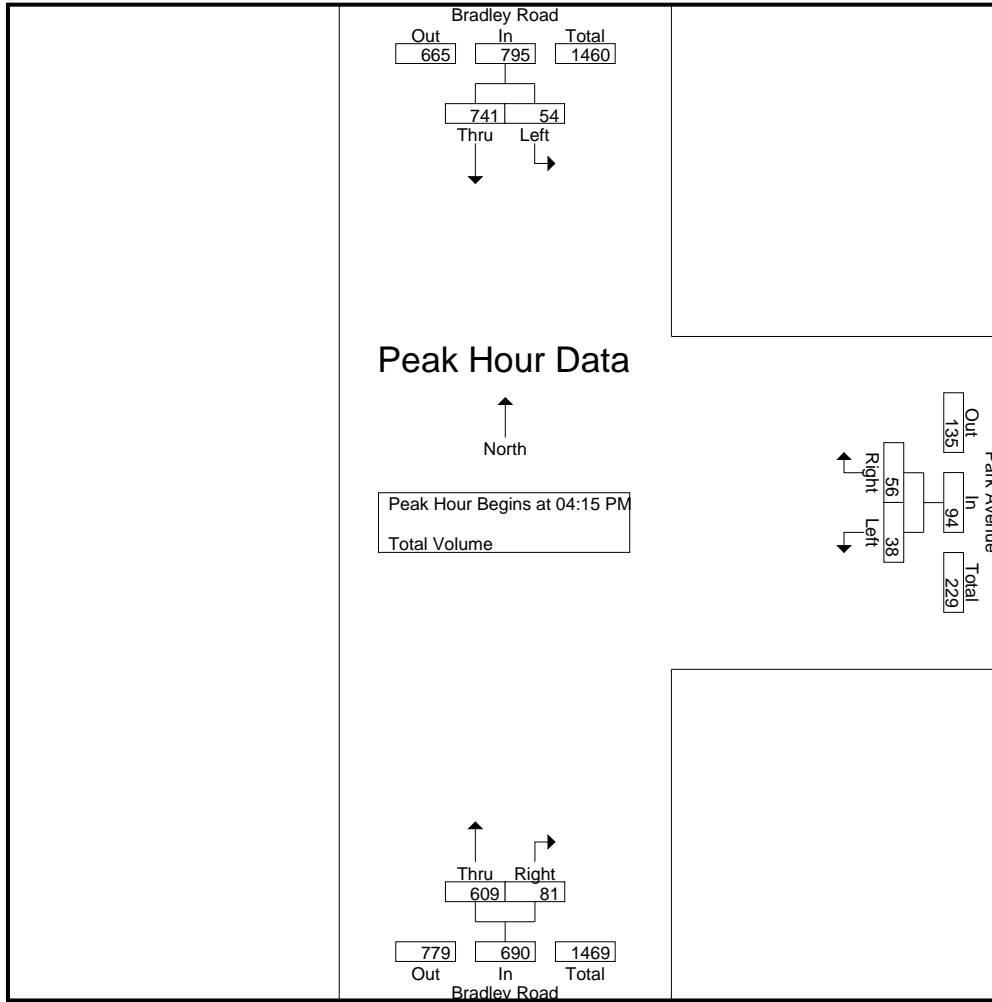 Bradley Road
Out In Total
665 795 1460
741 54
Thru Left
Peak Hour Data
North
Peak Hour Begins at 04:15 PM
Total Volume
Park Avenue
Out In Total
135 94 229
56 38
Right Left
Thru Right
609 81
779 690 1469
Out In Total
Bradley Road